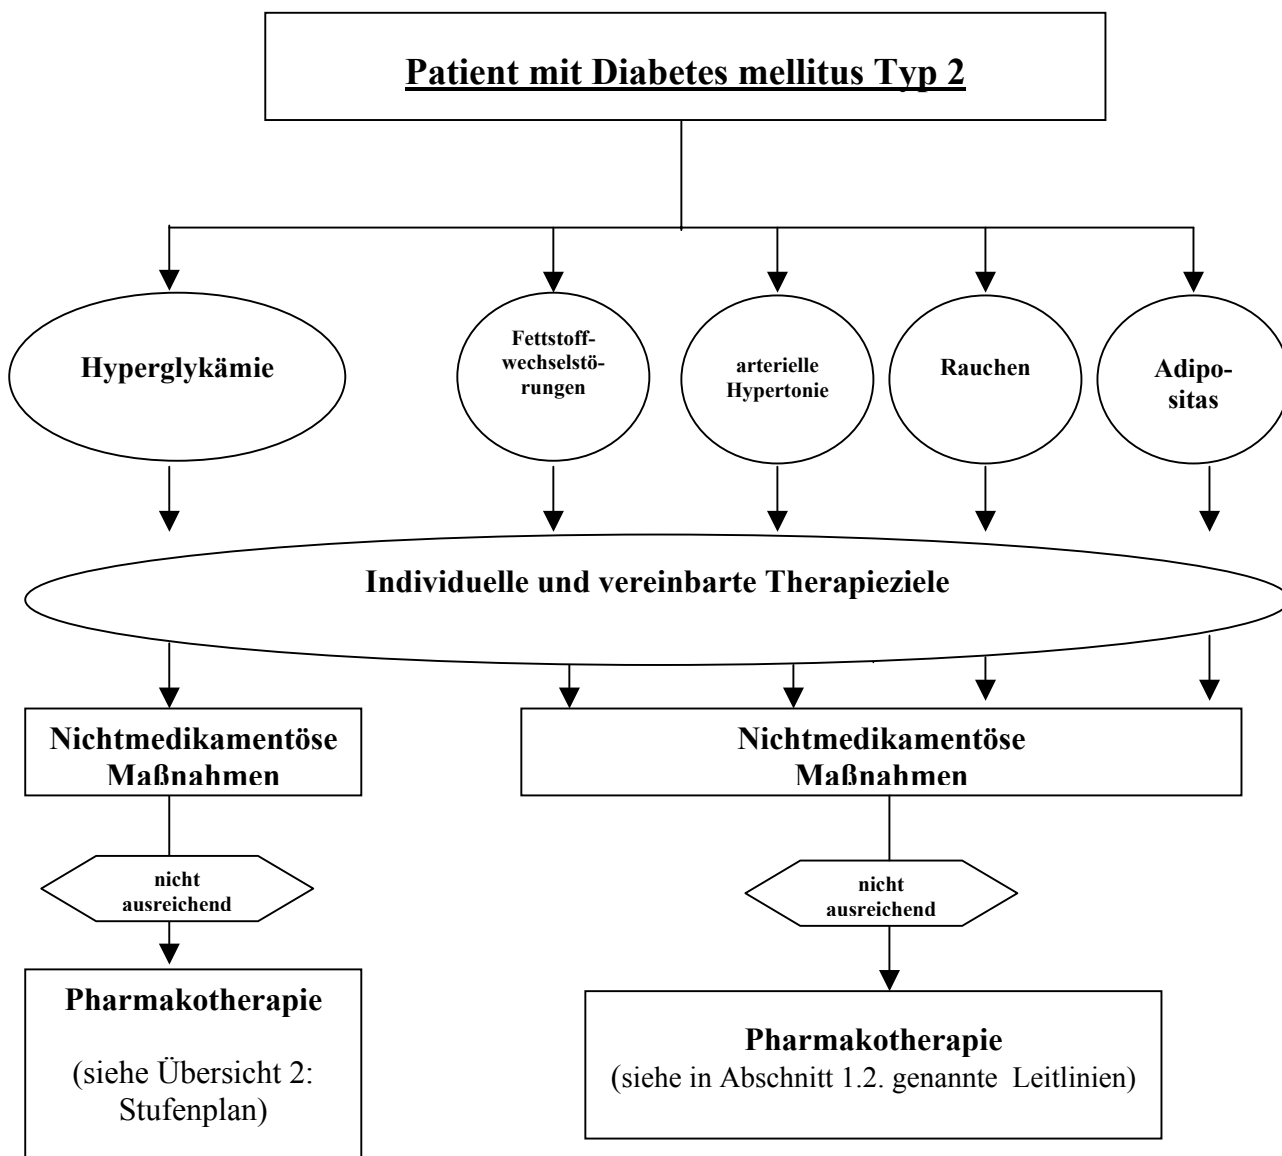 Patient mit Diabetes mellitus Typ 2
Hyperglykämie
Fettstoff-
wechselstö-
rungen
arterielle
Hypertonie
Rauchen
Adipo-
sitas
Individuelle und vereinbarte Therapieziele
Nichtmedikamentöse
Maßnahmen
Nichtmedikamentöse
Maßnahmen
nicht
ausreichend
nicht
ausreichend
Pharmakotherapie
(siehe Übersicht 2:
Stufenplan)
Pharmakotherapie
(siehe in Abschnitt 1.2. genannte Leitlinien)